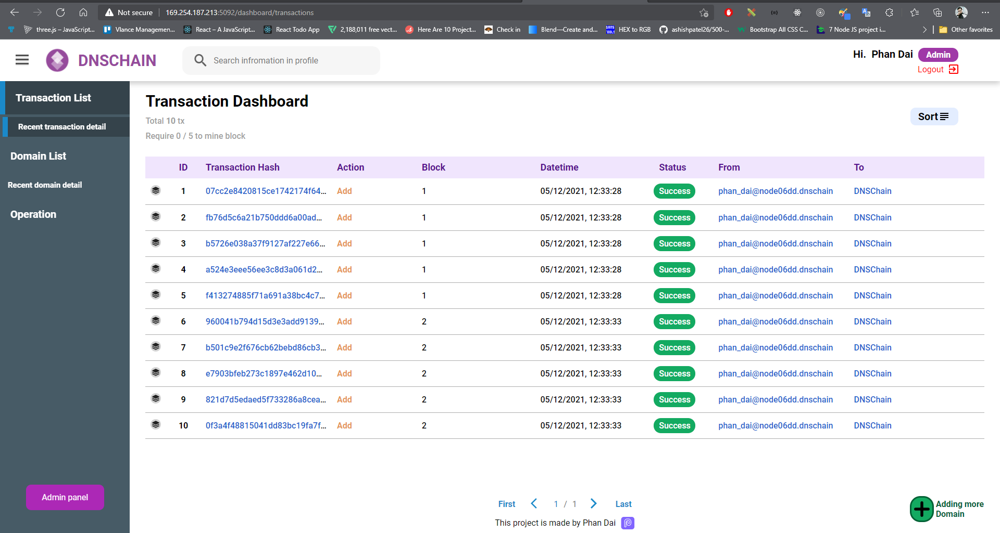 Not secure | 169.254.187.213:5092/dashboard/transactions
three.js – JavaScript... Vlance Managemen... React – A JavaScript... React Todo App 2,188,011 free vect... Here Are 10 Project... Check in Blend—Create and... HEX to RGB ashishpatel26/500-... Bootstrap All CSS C... 7 Node JS project i... Other favorites
DNSCHAIN
Search infromation in profile
Hi. Phan Dai Admin
Logout
Transaction List
Recent transaction detail
Domain List
Recent domain detail
Operation
Admin panel
Transaction Dashboard
Total 10 tx
Require 0 / 5 to mine block
Sort
ID Transaction Hash Action Block Datetime Status From To
1 07cc2e8420815ce1742174f64... Add 1 05/12/2021, 12:33:28 Success phan_dai@node06dd.dnschain DNSChain
2 fb76d5c6a21b750ddd6a00ad... Add 1 05/12/2021, 12:33:28 Success phan_dai@node06dd.dnschain DNSChain
3 b5726e038a37f9127af227e66... Add 1 05/12/2021, 12:33:28 Success phan_dai@node06dd.dnschain DNSChain
4 a524e3eee56ee3c8d3a061d2... Add 1 05/12/2021, 12:33:28 Success phan_dai@node06dd.dnschain DNSChain
5 f413274885f71a691a38bc4c7... Add 1 05/12/2021, 12:33:28 Success phan_dai@node06dd.dnschain DNSChain
6 960041b794d15d3e3add9139... Add 2 05/12/2021, 12:33:33 Success phan_dai@node06dd.dnschain DNSChain
7 b501c9e2f676cb62bebd86cb3... Add 2 05/12/2021, 12:33:33 Success phan_dai@node06dd.dnschain DNSChain
8 e7903bfeb273c1897e462d10... Add 2 05/12/2021, 12:33:33 Success phan_dai@node06dd.dnschain DNSChain
9 821d7d5edaed5f733286a8cea... Add 2 05/12/2021, 12:33:33 Success phan_dai@node06dd.dnschain DNSChain
10 0f3a4f48815041dd83bc19fa7f... Add 2 05/12/2021, 12:33:33 Success phan_dai@node06dd.dnschain DNSChain
First 1 / 1 Last
This project is made by Phan Dai
Adding more
Domain